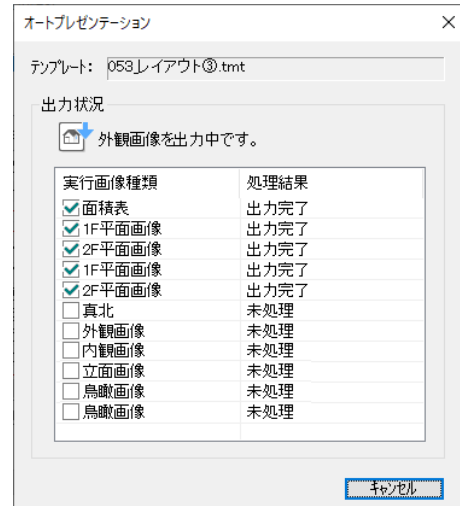 オートプレゼンテーション
テンプレート： 053_レイアウト③.tmt
出力状況
外観画像を出力中です。
実行画像種類 処理結果
面積表 出力完了
1F平面画像 出力完了
2F平面画像 出力完了
1F平面画像 出力完了
2F平面画像 出力完了
真北 未処理
外観画像 未処理
内観画像 未処理
立面画像 未処理
鳥瞰画像 未処理
鳥瞰画像 未処理
キャンセル